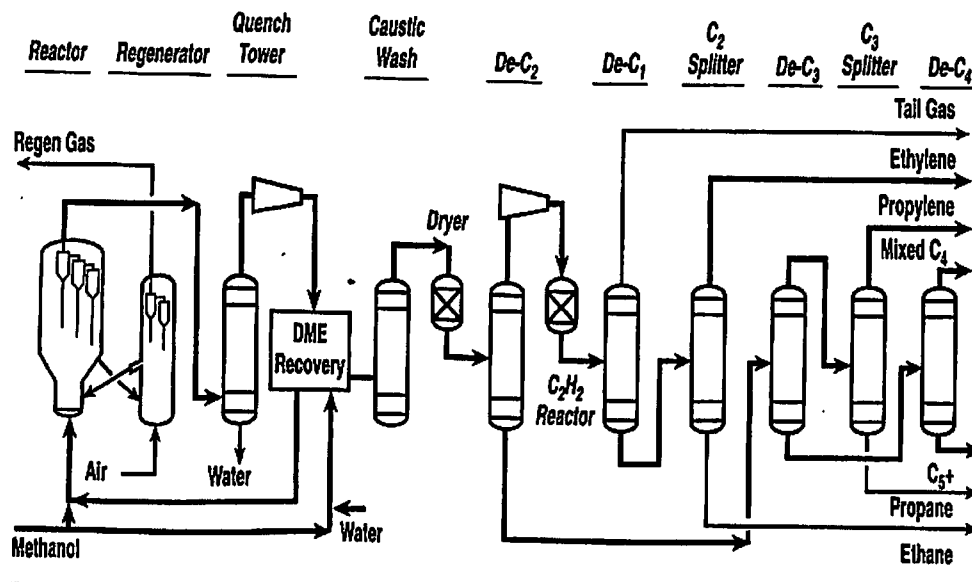 Reactor
Regenerator
Quench
Tower
Caustic
Wash
De-C2
De-C1
C2
Splitter
De-C3
C3
Splitter
De-C4
Tail Gas
Regen Gas
Ethylene
Propylene
Dryer
Mixed C4
DME
Recovery
C2H2
Reactor
Air
Water
C5+
Propane
Methanol
Water
Ethane